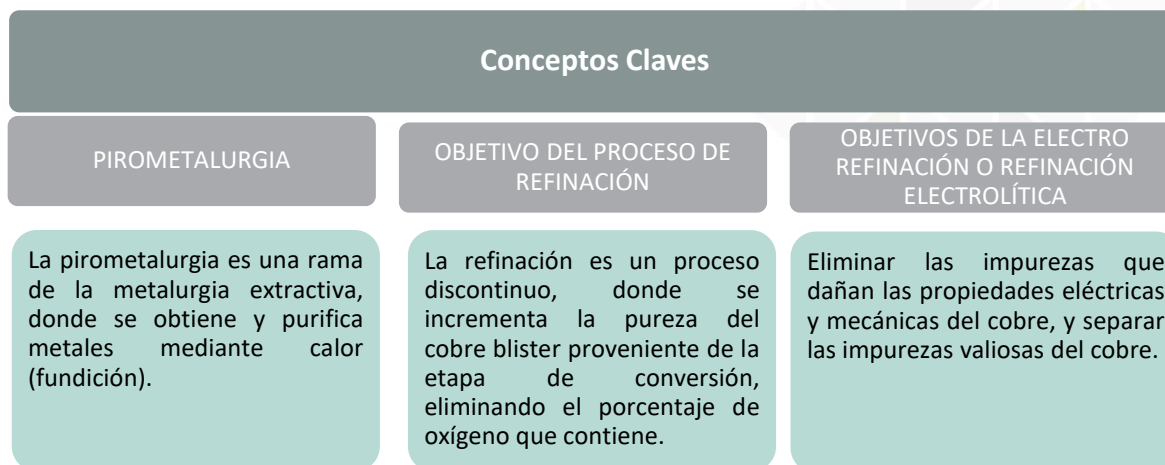 Conceptos Claves
PIROMETALURGIA
La pirometalurgia es una rama
de la metalurgia extractiva,
donde se obtiene y purifica
metales mediante calor
(fundición).
OBJETIVO DEL PROCESO DE
REFINACIÓN
La refinación es un proceso
discontinuo, donde se
incrementa la pureza del
cobre blister proveniente de la
etapa de conversión,
eliminando el porcentaje de
oxígeno que contiene.
OBJETIVOS DE LA ELECTRO
REFINACIÓN O REFINACIÓN
ELECTROLÍTICA
Eliminar las impurezas que
dañan las propiedades eléctricas
y mecánicas del cobre, y separar
las impurezas valiosas del cobre.